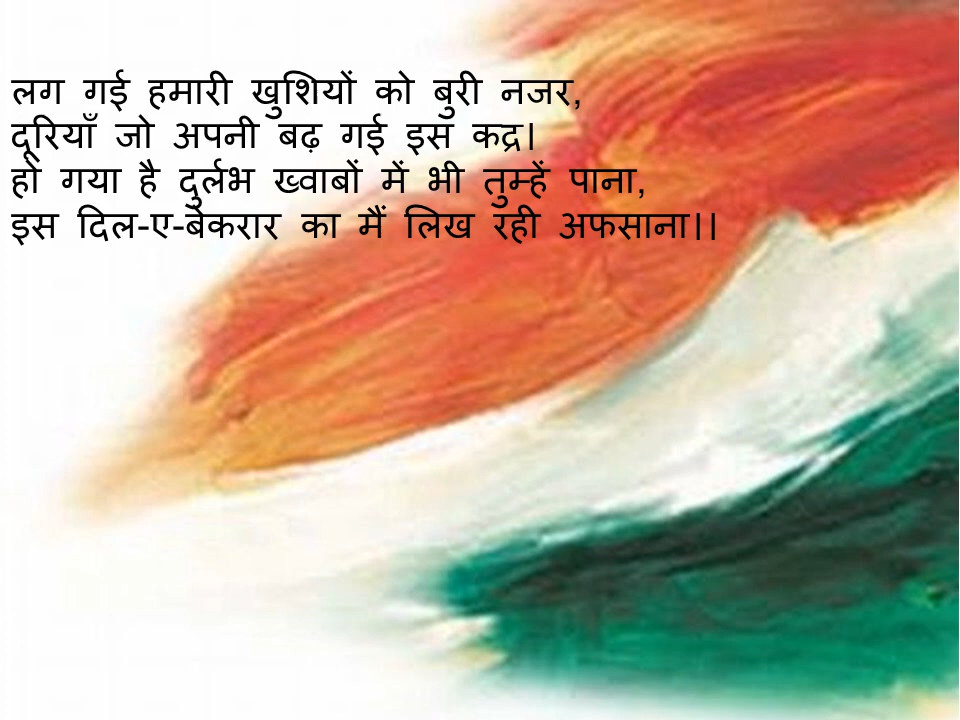 लग गई हमारी खुशियों को बुरी नजर,
दूरियाँ जो अपनी बढ़ गई इस कद्र।
हो गया है दुर्लभ ख्वाबों में भी तुम्हें पाना,
इस दिल-ए-बेकरार का मैं लिख रही अफसाना।।